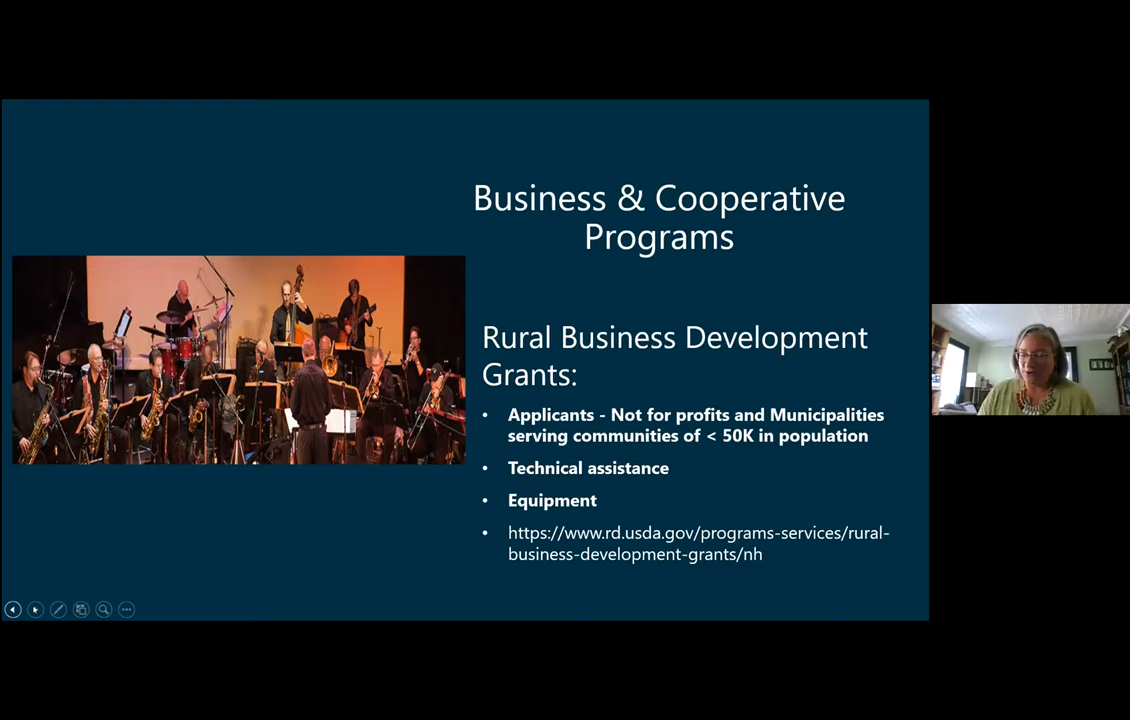 Business & Cooperative
Programs
Rural Business Development
Grants:
• Applicants - Not for profits and Municipalities
serving communities of < 50K in population
• Technical assistance
• Equipment
• https://www.rd.usda.gov/programs-services/rural-
business-development-grants/nh